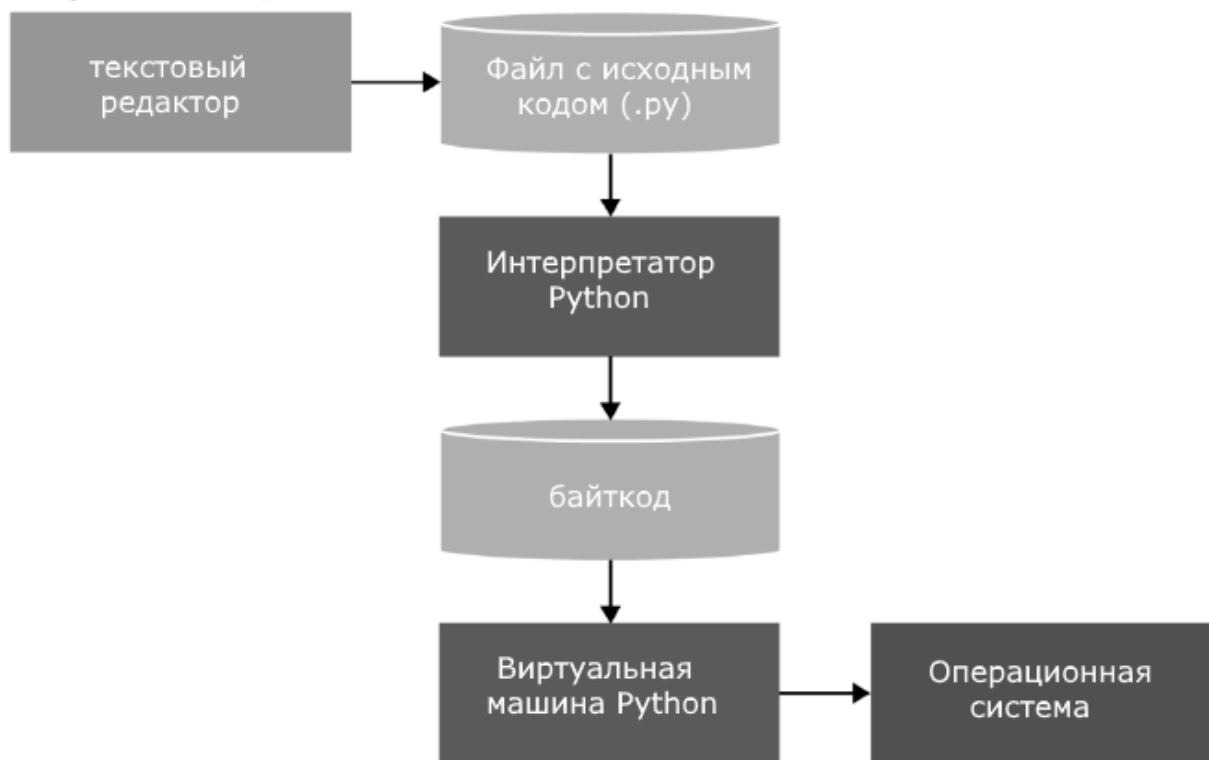 текстовый
редактор
Файл с исходным
кодом (.py)
Интерпретатор
Python
байткод
Виртуальная
машина Python
Операционная
система